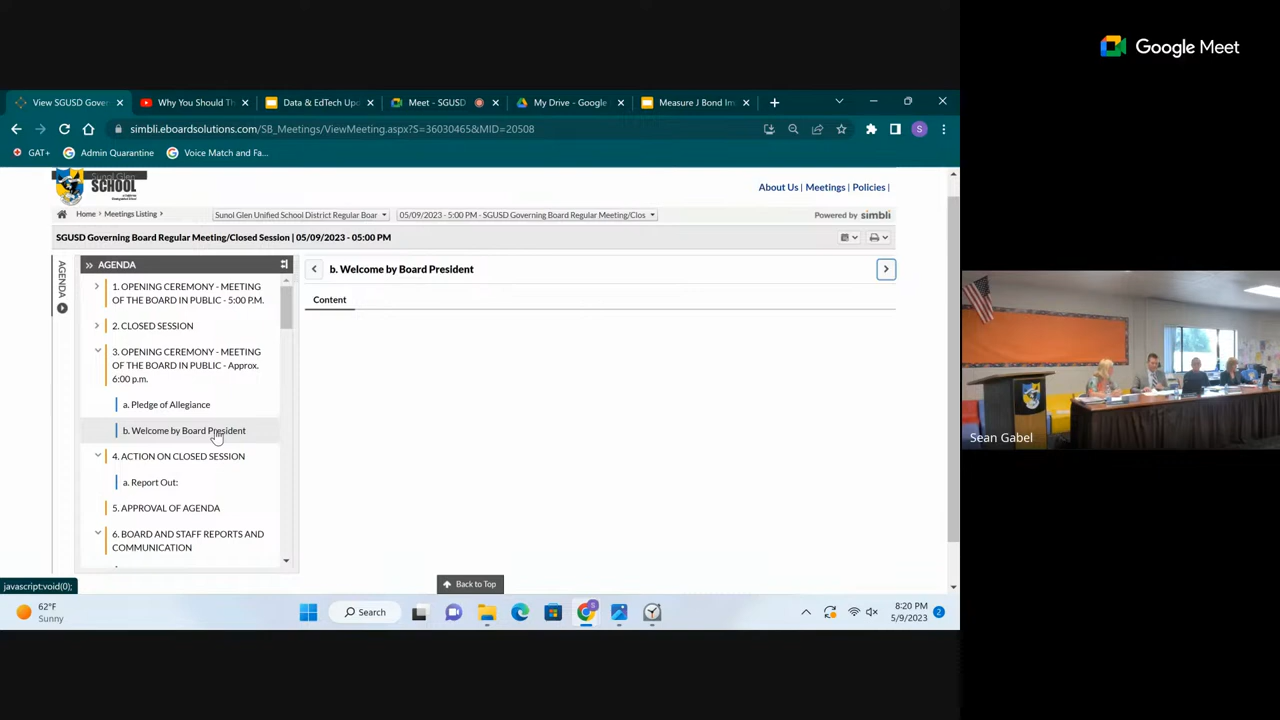 Google Meet
View SGUSD Gover
Why You Should Th
Data & EdTech Up
Meet - SGUSD
My Drive - Google
Measure J Bond Im
simbli.eboardsolutions.com/SB_Meetings/ViewMeeting.aspx?S=36030465&MID=20508
S
GAT+
Admin Quarantine
Voice Match and Fa...
Sunol Glen
SCHOOL
About Us | Meetings | Policies |
Home > Meetings Listing >
Sunol Glen Unified School District Regular Boar
05/09/2023 - 5:00 PM - SGUSD Governing Board Regular Meeting/Clos
Powered by simbli
SGUSD Governing Board Regular Meeting/Closed Session | 05/09/2023 - 05:00 PM
AGENDA
AGENDA
1. OPENING CEREMONY - MEETING
OF THE BOARD IN PUBLIC - 5:00 P.M.
2. CLOSED SESSION
3. OPENING CEREMONY - MEETING
OF THE BOARD IN PUBLIC - Approx.
6:00 p.m.
a. Pledge of Allegiance
b. Welcome by Board President
4. ACTION ON CLOSED SESSION
a. Report Out:
5. APPROVAL OF AGENDA
6. BOARD AND STAFF REPORTS AND
COMMUNICATION
b. Welcome by Board President
Content
Sean Gabel
Back to Top
javascript:void(0);
62°F
Sunny
Search
8:20 PM
5/9/2023
2